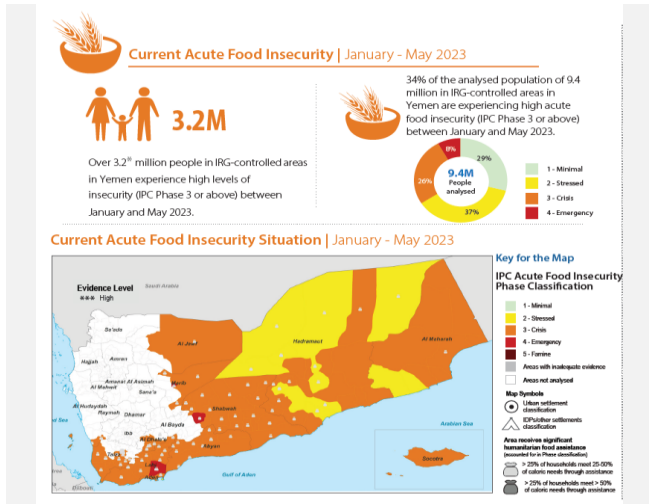 Current Acute Food Insecurity | January - May 2023
3.2M
Over 3.2* million people in IRG-controlled areas
in Yemen experience high levels of
insecurity (IPC Phase 3 or above) between
January and May 2023.
34% of the analysed population of 9.4
million in IRG-controlled areas in
Yemen are experiencing high acute
food insecurity (IPC Phase 3 or above)
between January and May 2023.
8%
29%
26%
37%
9.4M
People
analysed
1 - Minimal
2 - Stressed
3 - Crisis
4 - Emergency
Current Acute Food Insecurity Situation | January - May 2023
Evidence Level
*** High
Saudi Arabia
Sa'ada
Al Jawf
Hadramout
Al Maharah
Hajjah
Amran
Amanat Al Asimah
Al Mahwit
Sana'a
Marib
Al Hudaydah
Raymah
Dhamar
Shabwah
Ibb
Al Bayda
Al Dhale'e
Abyan
Taiz
Lahj
Aden
Socotra
Arabian Sea
Gulf of Aden
Djibouti
Key for the Map
IPC Acute Food Insecurity
Phase Classification
1 - Minimal
2 - Stressed
3 - Crisis
4 - Emergency
5 - Famine
Areas with inadequate evidence
Areas not analysed
Map Symbols
Urban settlement
classification
IDPs/other settlements
classification
Area receives significant
humanitarian food assistance
(accounted for in Phase classification)
> 25% of households meet 25-50%
of caloric needs through assistance
> 25% of households meet > 50%
of caloric needs through assistance